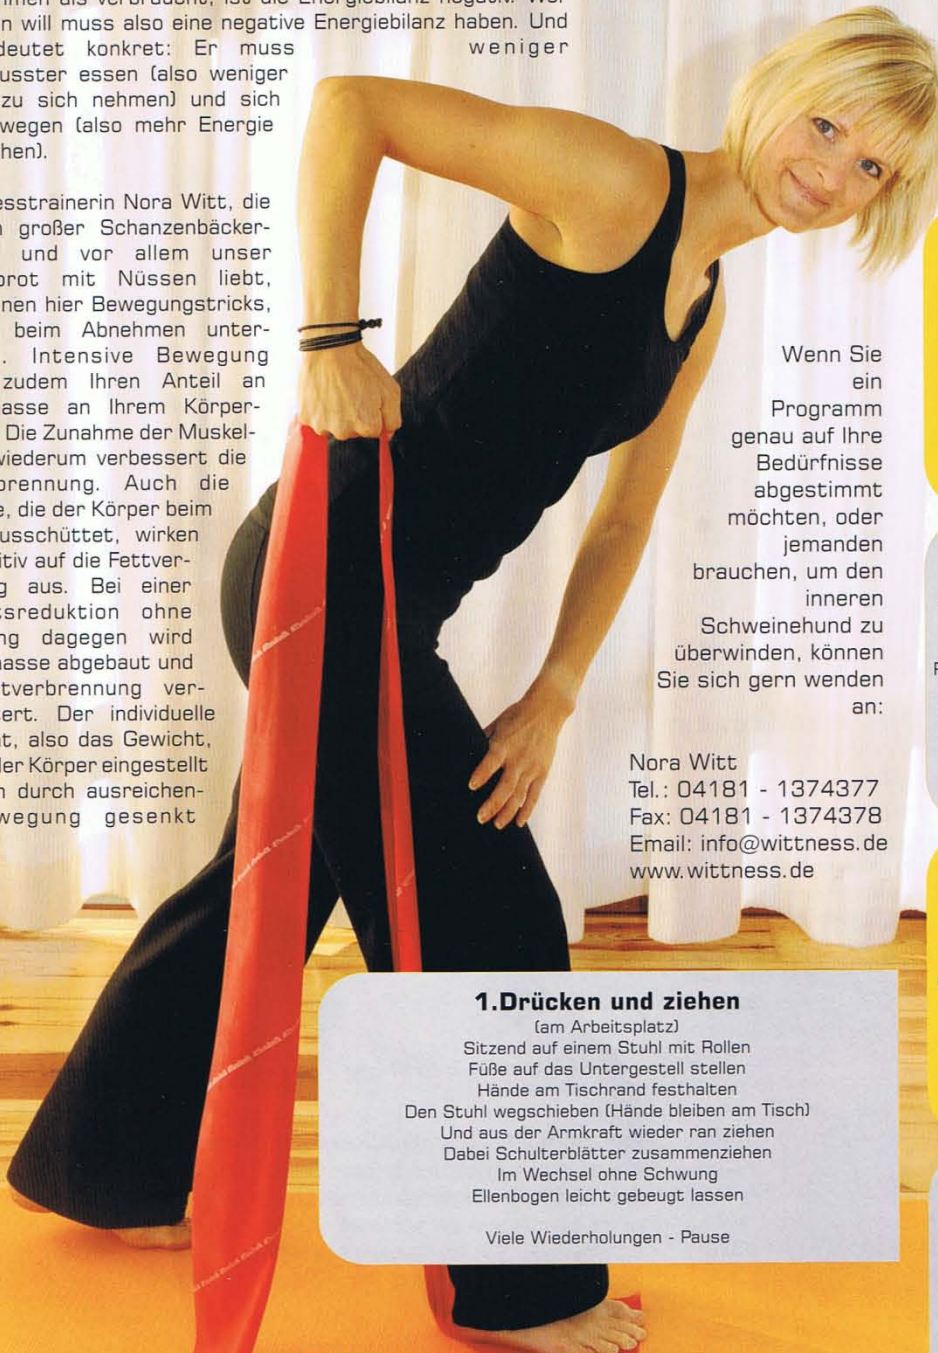 hmen als verbraucht, ist die Energiebilanz negativ. Wer
n will muss also eine negative Energiebilanz haben. Und
deutet konkret: Er muss weniger
usster essen (also weniger
zu sich nehmen) und sich
wegen (also mehr Energie
hen).
esstrainerin Nora Witt, die
großer Schanzenbäcker-
und vor allem unser
brot mit Nüssen liebt,
nen hier Bewegungstricks,
beim Abnehmen unter-
. Intensive Bewegung
zudem Ihren Anteil an
asse an Ihrem Körper-
Die Zunahme der Muskel-
wiederum verbessert die
brennung. Auch die
e, die der Körper beim
usschüttet, wirken
itiv auf die Fettver-
g aus. Bei einer
tsreduktion ohne
ng dagegen wird
asse abgebaut und
tverbrennung ver-
ert. Der individuelle
t, also das Gewicht,
der Körper eingestellt
durch ausreichen-
wegung gesenkt
Wenn Sie
ein
Programm
genau auf Ihre
Bedürfnisse
abgestimmt
möchten, oder
jemanden
brauchen, um den
inneren
Schweinehund zu
überwinden, können
Sie sich gern wenden
an:
Nora Witt
Tel.: 04181 - 1374377
Fax: 04181 - 1374378
Email: info@wittness.de
www.wittness.de
1.Drücken und ziehen
(am Arbeitsplatz)
Sitzend auf einem Stuhl mit Rollen
Füße auf das Untergestell stellen
Hände am Tischrand festhalten
Den Stuhl wegschieben (Hände bleiben am Tisch)
Und aus der Armkraft wieder ran ziehen
Dabei Schulterblätter zusammenziehen
Im Wechsel ohne Schwung
Ellenbogen leicht gebeugt lassen
Viele Wiederholungen - Pause